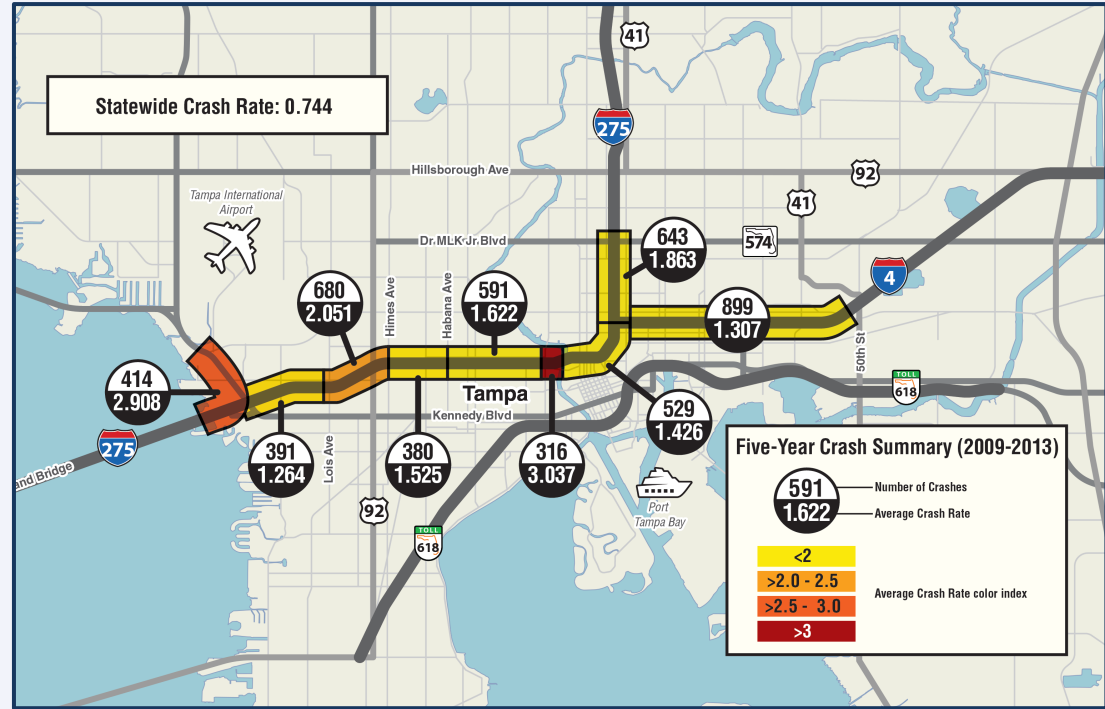 41
Statewide Crash Rate: 0.744
275
Hillsborough Ave
92
Tampa International
Airport
41
Dr. MLK Jr. Blvd
574
643
1.863
4
680
2.051
Himes Ave
Habana Ave
591
1.622
899
1.307
50th St
414
2.908
Tampa
TOLL
618
Kennedy Blvd
529
1.426
275
and Bridge
391
1.264
Lois Ave
380
1.525
316
3.037
92
TOLL
618
Port
Tampa Bay
Five-Year Crash Summary (2009-2013)
591
1.622
Number of Crashes
Average Crash Rate
<2
>2.0 - 2.5
>2.5 - 3.0
>3
Average Crash Rate color index